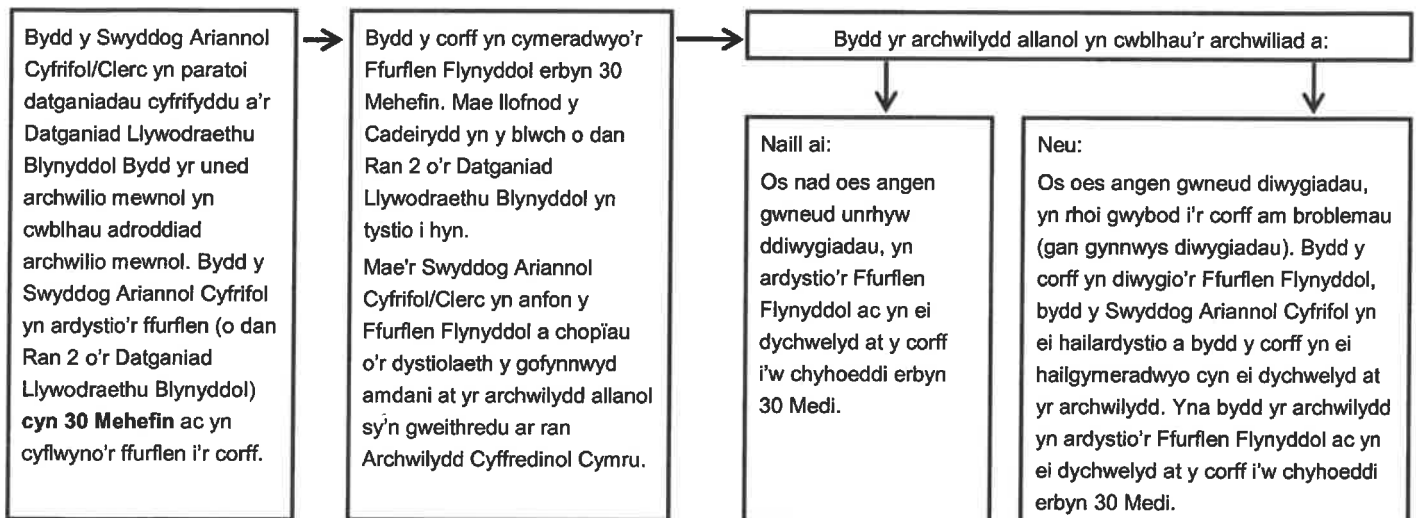 Bydd y Swyddog Ariannol
Cyfrifol/Clerc yn paratoi
datganiadau cyfrifyddu a'r
Datganiad Llywodraethu
Blynyddol Bydd yr uned
archwilio mewnol yn
cwblhau adroddiad
archwilio mewnol. Bydd y
Swyddog Ariannol Cyfrifol
yn ardystio'r ffurflen (o dan
Ran 2 o'r Datganiad
Llywodraethu Blynyddol)
cyn 30 Mehefin ac yn
cyflwyno'r ffurflen i'r corff.
Bydd y corff yn cymeradwyo'r
Ffurflen Flynyddol erbyn 30
Mehefin. Mae llofnod y
Cadeirydd yn y blwch o dan
Ran 2 o'r Datganiad
Llywodraethu Blynyddol yn
tystio i hyn.
Mae'r Swyddog Ariannol
Cyfrifol/Clerc yn anfon y
Ffurflen Flynyddol a chopïau
o'r dystiolaeth y gofynnwyd
amdani at yr archwilydd allanol
sy'n gweithredu ar ran
Archwilydd Cyffredinol Cymru.
Bydd yr archwilydd allanol yn cwblhau'r archwiliad a:
Naill ai:
Os nad oes angen
gwneud unrhyw
ddiwygiadau, yn
ardystio'r Ffurflen
Flynyddol ac yn ei
dychwelyd at y corff
i'w chyhoeddi erbyn
30 Medi.
Neu:
Os oes angen gwneud diwygiadau,
yn rhoi gwybod i'r corff am broblemau
(gan gynnwys diwygiadau). Bydd y
corff yn diwygio'r Ffurflen Flynyddol,
bydd y Swyddog Ariannol Cyfrifol yn
ei hailardystio a bydd y corff yn ei
hailgymeradwyo cyn ei dychwelyd at
yr archwilydd. Yna bydd yr archwilydd
yn ardystio'r Ffurflen Flynyddol ac yn
ei dychwelyd at y corff i'w chyhoeddi
erbyn 30 Medi.